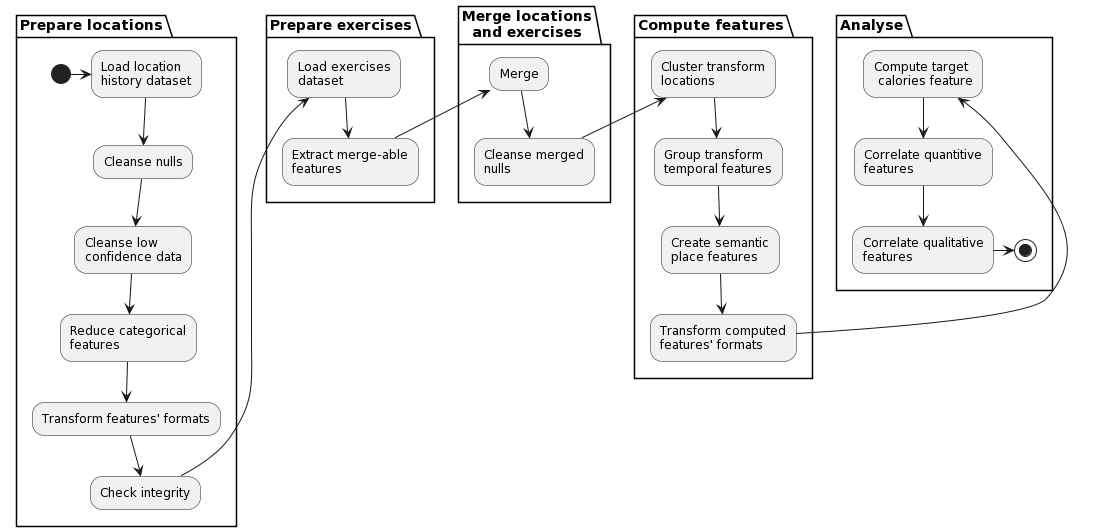 Prepare locations
Load location
history dataset
Cleanse nulls
Cleanse low
confidence data
Reduce categorical
features
Transform features' formats
Check integrity
Prepare exercises
Load exercises
dataset
Extract merge-able
features
Merge locations
and exercises
Merge
Cleanse merged
nulls
Compute features
Cluster transform
locations
Group transform
temporal features
Create semantic
place features
Transform computed
features' formats
Analyse
Compute target
calories feature
Correlate quantitive
features
Correlate qualitative
features